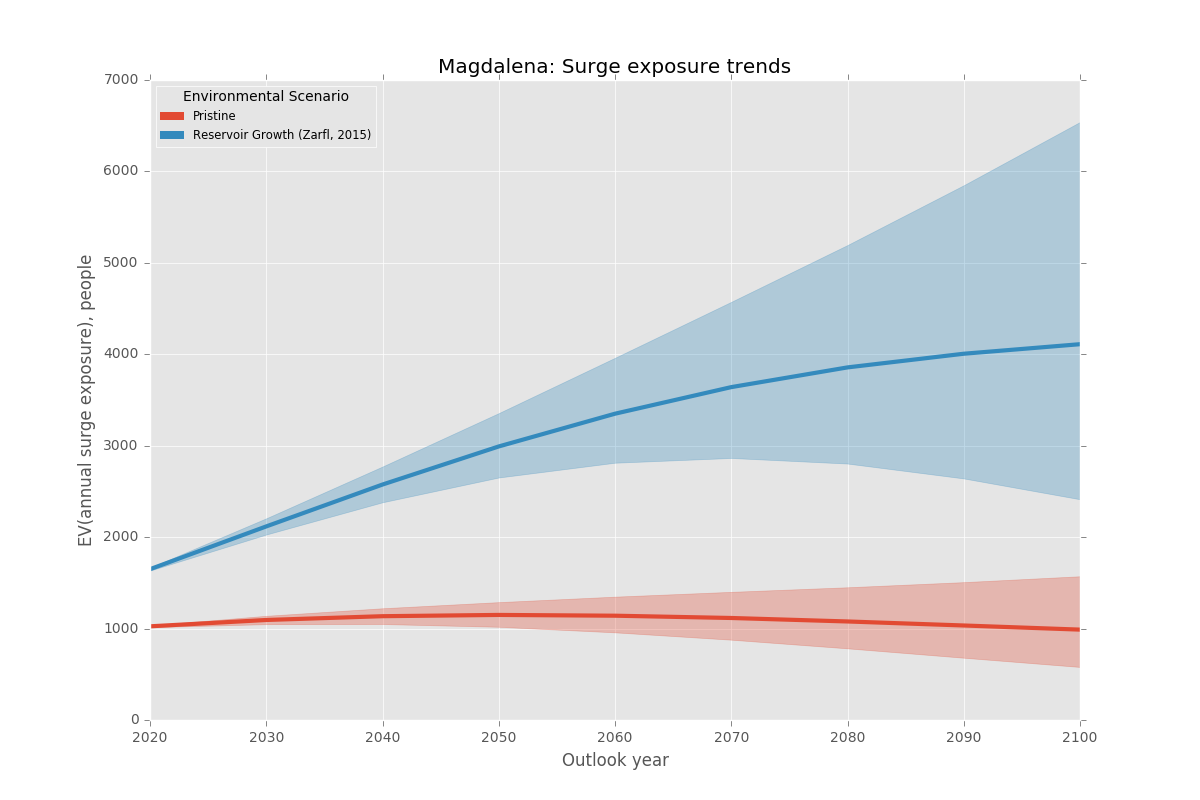 Magdalena: Surge exposure trends
Environmental Scenario
Pristine
Reservoir Growth (Zarfl, 2015)
EV(annual surge exposure), people
7000
6000
5000
4000
3000
2000
1000
0
2020 2030 2040 2050 2060 2070 2080 2090 2100
Outlook year